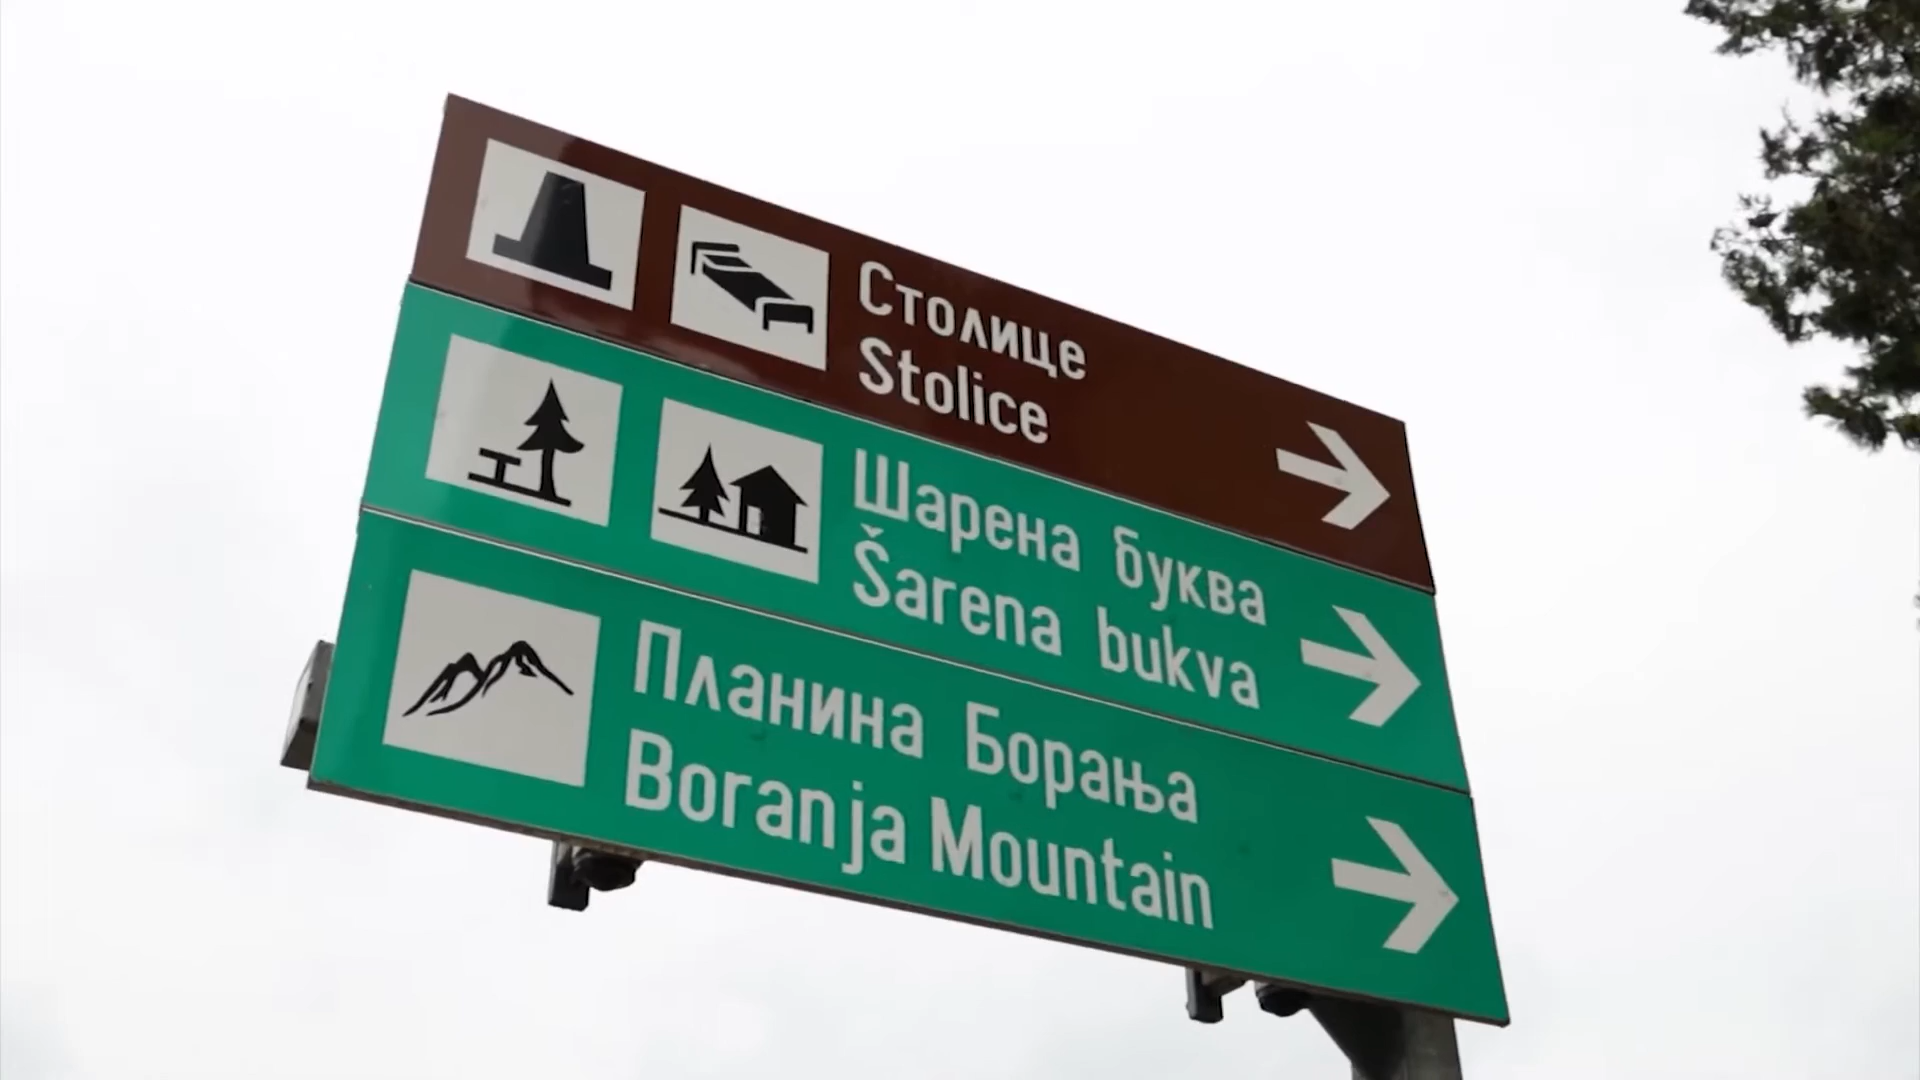 Столице
Stolice
Шарена буква
Šarena bukva
Планина Борања
Boranja Mountain